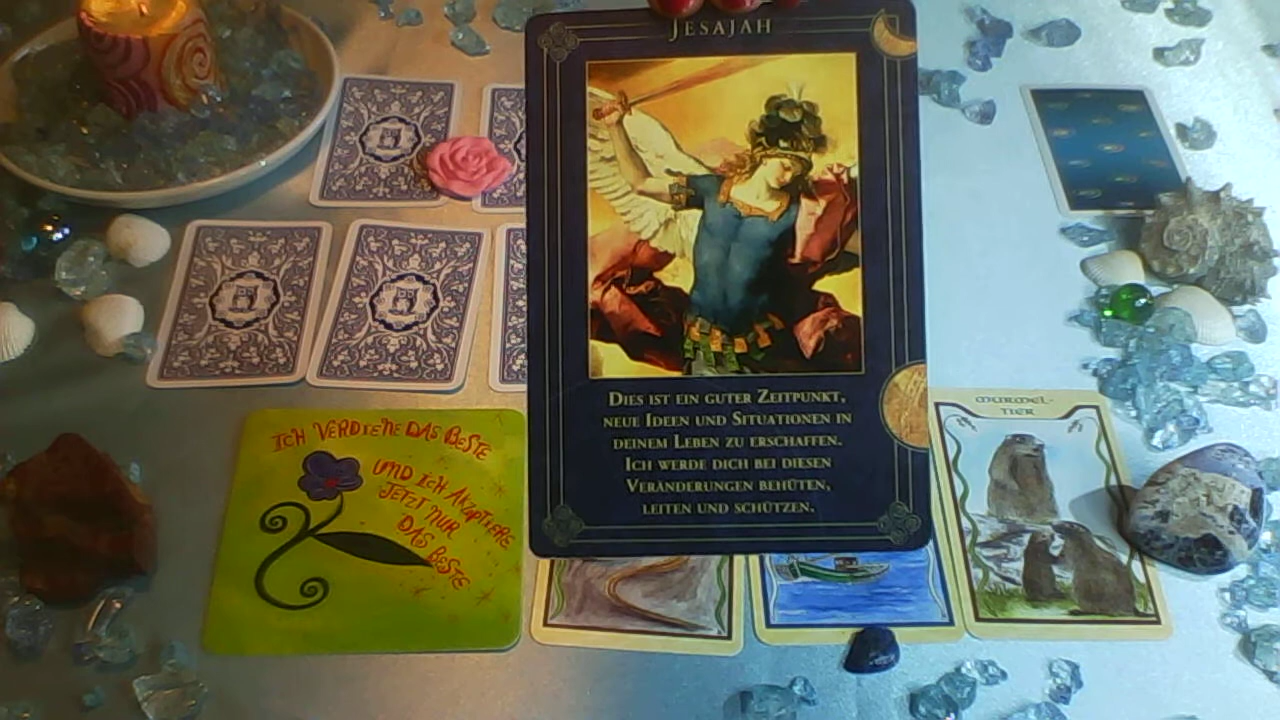 JESAJAH
DIES IST EIN GUTER ZEITPUNKT,
NEUE IDEEN UND SITUATIONEN IN
DEINEM LEBEN ZU ERSCHAFFEN.
ICH WERDE DICH BEI DIESEN
VERÄNDERUNGEN BEHÜTEN,
LEITEN UND SCHÜTZEN.
ICH VERDIENE DAS BESTE
UND ICH AKZEPTIERE
JETZT NUR
DAS BESTE
MURMEL-
TIER